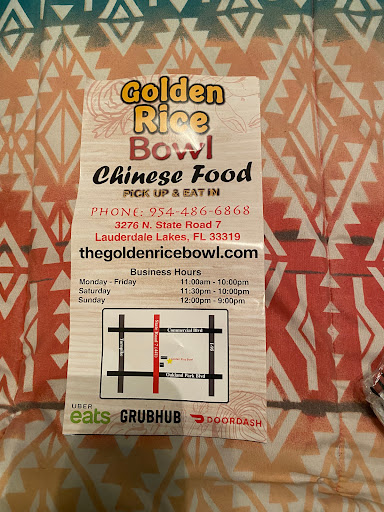 Golden
Rice
Bowl
Chinese Food
PICK UP & EAT IN
PHONE: 954-486-6868
3276 N. State Road 7
Lauderdale Lakes, FL 33319
thegoldenricebowl.com
Business Hours
Monday - Friday 11:00am - 10:00pm
Saturday 11:30pm - 10:00pm
Sunday 12:00pm - 9:00pm
Commercial Blvd
Oakland Park Blvd
UBER
eats
GRUBHUB
DOORDASH